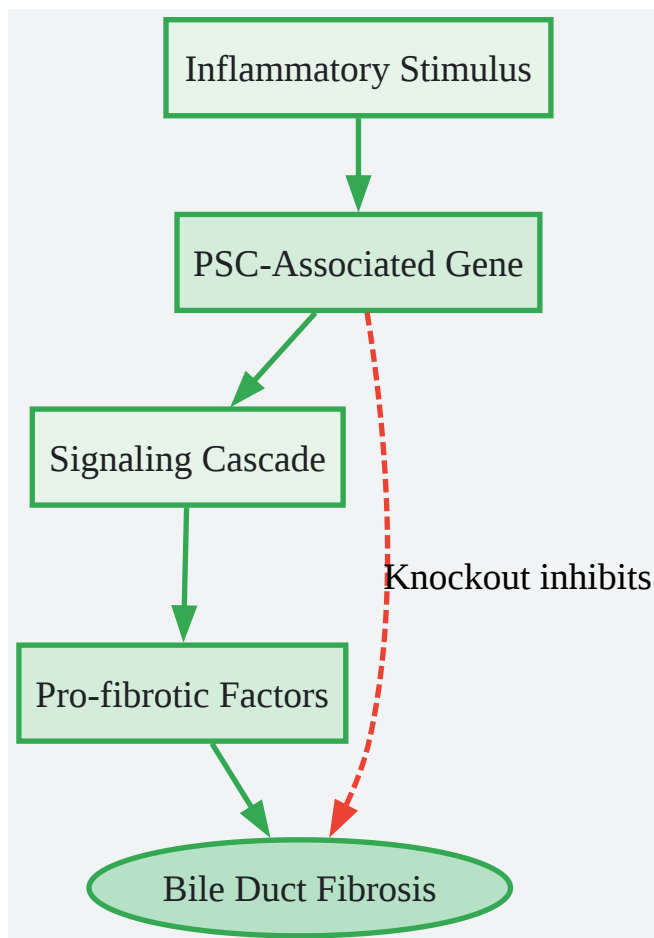 Inflammatory Stimulus
PSC-Associated Gene
Signaling Cascade
Knockout inhibits
Pro-fibrotic Factors
Bile Duct Fibrosis